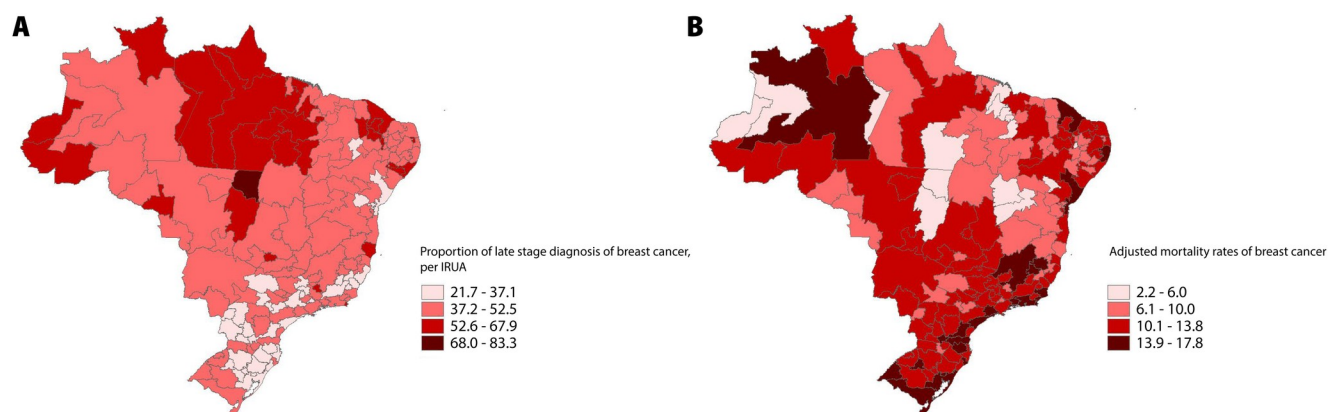 A
B
Proportion of late stage diagnosis of breast cancer,
per IRUA
21.7 - 37.1
37.2 - 52.5
52.6 - 67.9
68.0 - 83.3
Adjusted mortality rates of breast cancer
2.2 - 6.0
6.1 - 10.0
10.1 - 13.8
13.9 - 17.8